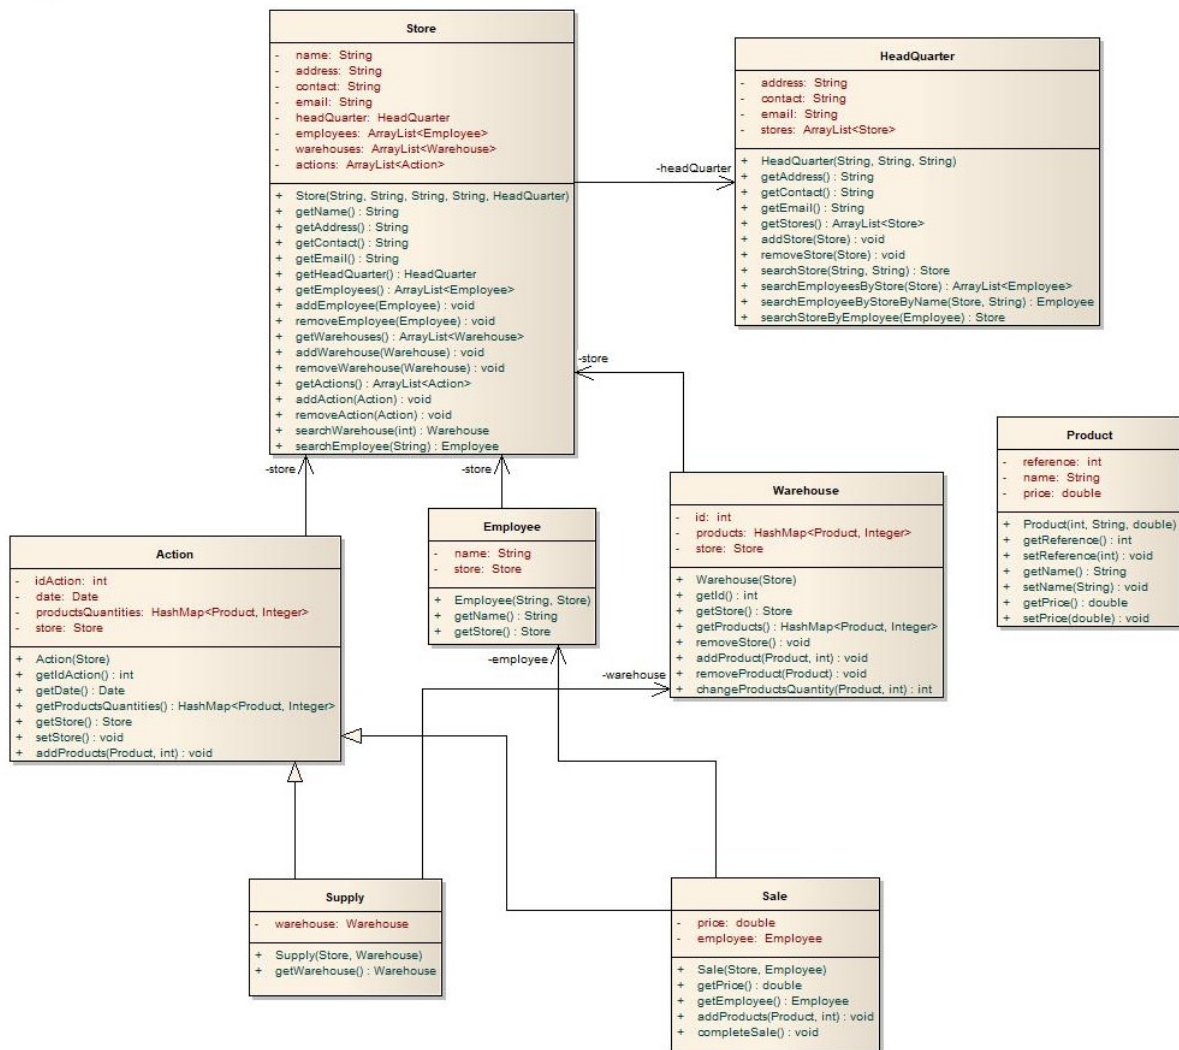 Store
- name: String
- address: String
- contact: String
- email: String
- headQuarter: HeadQuarter
- employees: ArrayList<Employee>
- warehouses: ArrayList<Warehouse>
- actions: ArrayList<Action>
+ Store(String, String, String, String, HeadQuarter)
+ getName() : String
+ getAddress() : String
+ getContact() : String
+ getEmail() : String
+ getHeadQuarter() : HeadQuarter
+ getEmployees() : ArrayList<Employee>
+ addEmployee(Employee) : void
+ removeEmployee(Employee) : void
+ getWarehouses() : ArrayList<Warehouse>
+ addWarehouse(Warehouse) : void
+ removeWarehouse(Warehouse) : void
+ getActions() : ArrayList<Action>
+ addAction(Action) : void
+ removeAction(Action) : void
+ searchWarehouse(int) : Warehouse
+ searchEmployee(String) : Employee
-headQuarter
HeadQuarter
- address: String
- contact: String
- email: String
- stores: ArrayList<Store>
+ HeadQuarter(String, String, String)
+ getAddress() : String
+ getContact() : String
+ getEmail() : String
+ getStores() : ArrayList<Store>
+ addStore(Store) : void
+ removeStore(Store) : void
+ searchStore(String, String) : Store
+ searchEmployeesByStore(Store) : ArrayList<Employee>
+ searchEmployeeByStoreByName(Store, String) : Employee
+ searchStoreByEmployee(Employee) : Store
-store
-store
-store
Product
- reference: int
- name: String
- price: double
+ Product(int, String, double)
+ getReference() : int
+ setReference(int) : void
+ getName() : String
+ setName(String) : void
+ getPrice() : double
+ setPrice(double) : void
Warehouse
- id: int
- products: HashMap<Product, Integer>
- store: Store
+ Warehouse(Store)
+ getId() : int
+ getStore() : Store
+ getProducts() : HashMap<Product, Integer>
+ removeStore() : void
+ addProduct(Product, int) : void
+ removeProduct(Product) : void
+ changeProductsQuantity(Product, int) : int
Employee
- name: String
- store: Store
+ Employee(String, Store)
+ getName() : String
+ getStore() : Store
Action
- idAction: int
- date: Date
- productsQuantities: HashMap<Product, Integer>
- store: Store
+ Action(Store)
+ getIdAction() : int
+ getDate() : Date
+ getProductsQuantities() : HashMap<Product, Integer>
+ getStore() : Store
+ setStore() : void
+ addProducts(Product, int) : void
-employee
-warehouse
Supply
- warehouse: Warehouse
+ Supply(Store, Warehouse)
+ getWarehouse() : Warehouse
Sale
- price: double
- employee: Employee
+ Sale(Store, Employee)
+ getPrice() : double
+ getEmployee() : Employee
+ addProducts(Product, int) : void
+ completeSale() : void